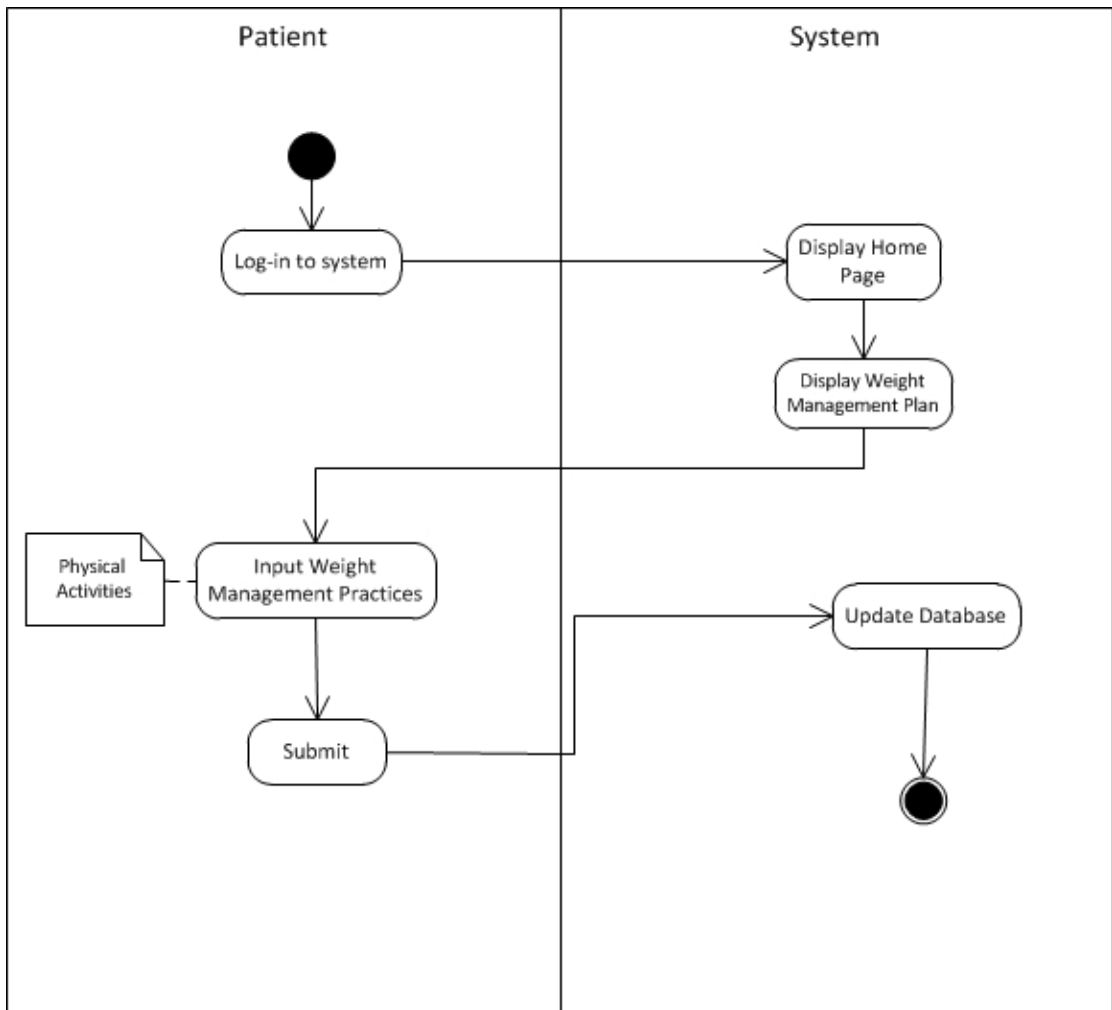 Patient
System
Log-in to system
Display Home
Page
Display Weight
Management Plan
Physical
Activities
Input Weight
Management Practices
Update Database
Submit